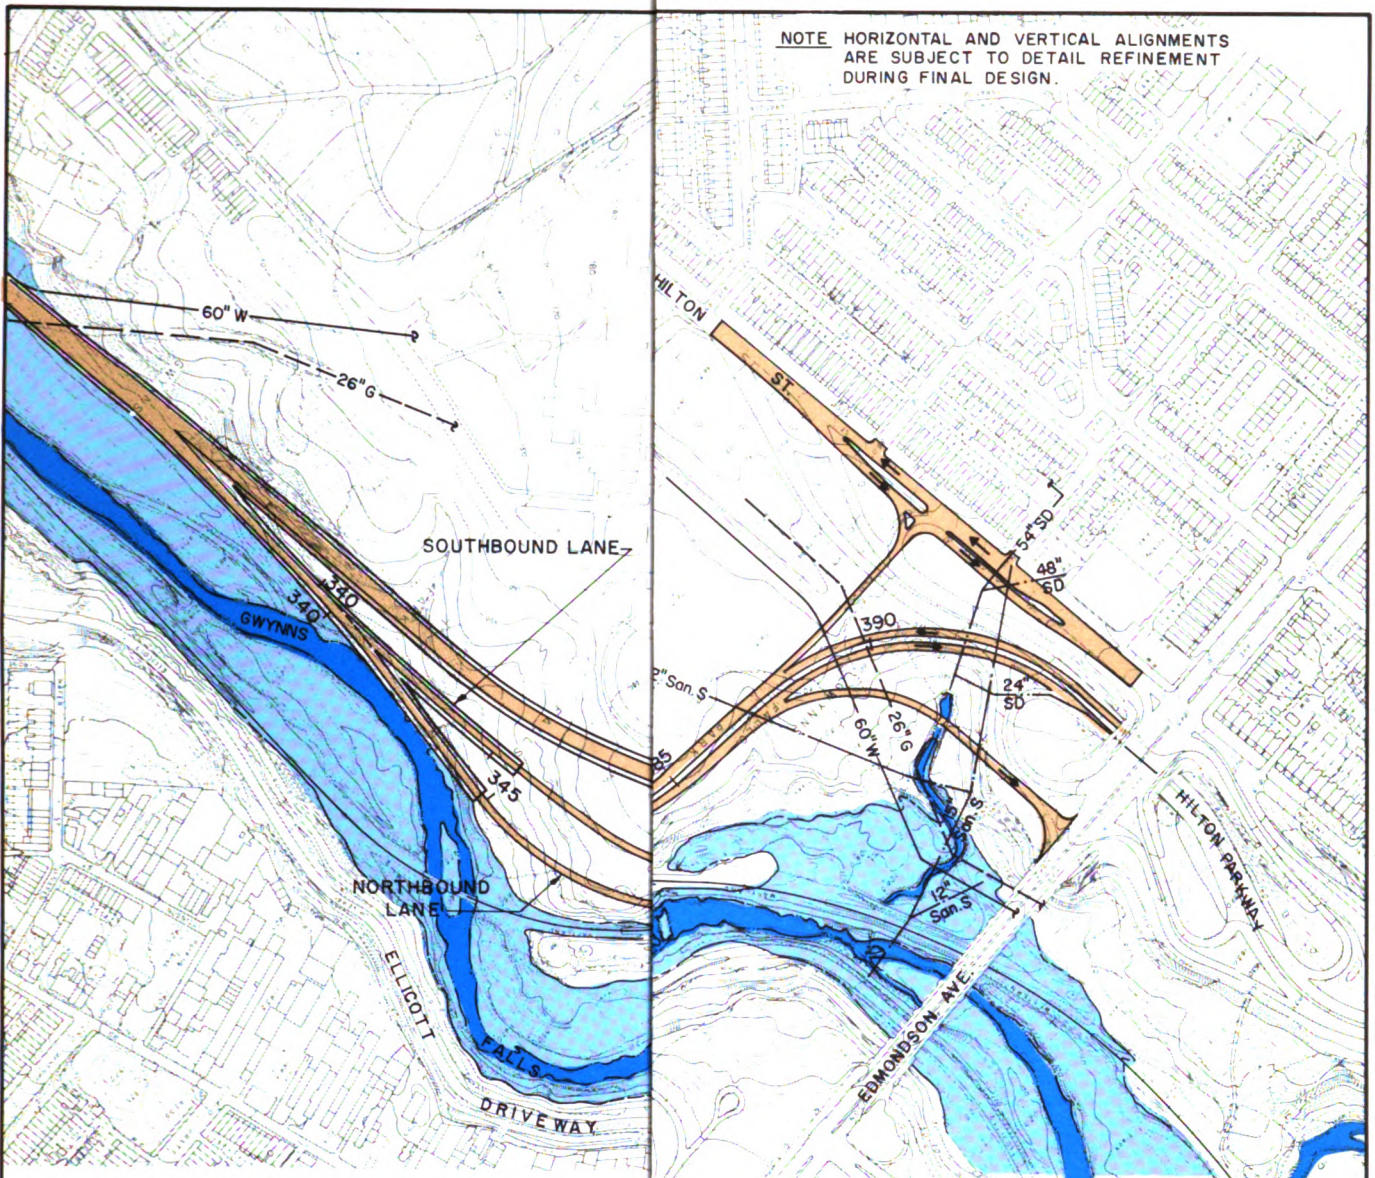 NOTE HORIZONTAL AND VERTICAL ALIGNMENTS
ARE SUBJECT TO DETAIL REFINEMENT
DURING FINAL DESIGN.
HILTON
ST.
60" W
26" G
SOUTHBOUND LANE
54" SD
48"
SD
340
340
GWYNNS
390
24"
SD
2" San. S
26" G
60" W
345
San. S
HILTON PARKWAY
NORTHBOUND
LANE
12"
San. S
ELLICOTT
FALLS
DRIVEWAY
EDMONDSON AVE.